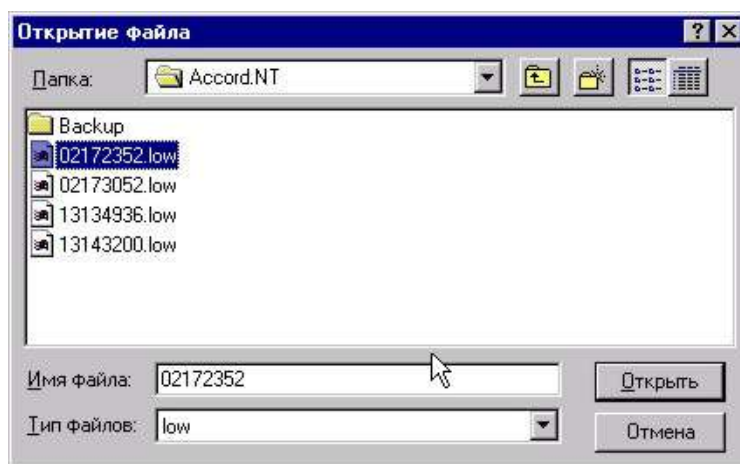 Открытие файла
Папка: Accord.NT
Backup
02172352.low
02173052.low
13134936.low
13143200.low
Имя файла: 02172352 Открыть
Тип файлов: low Отмена